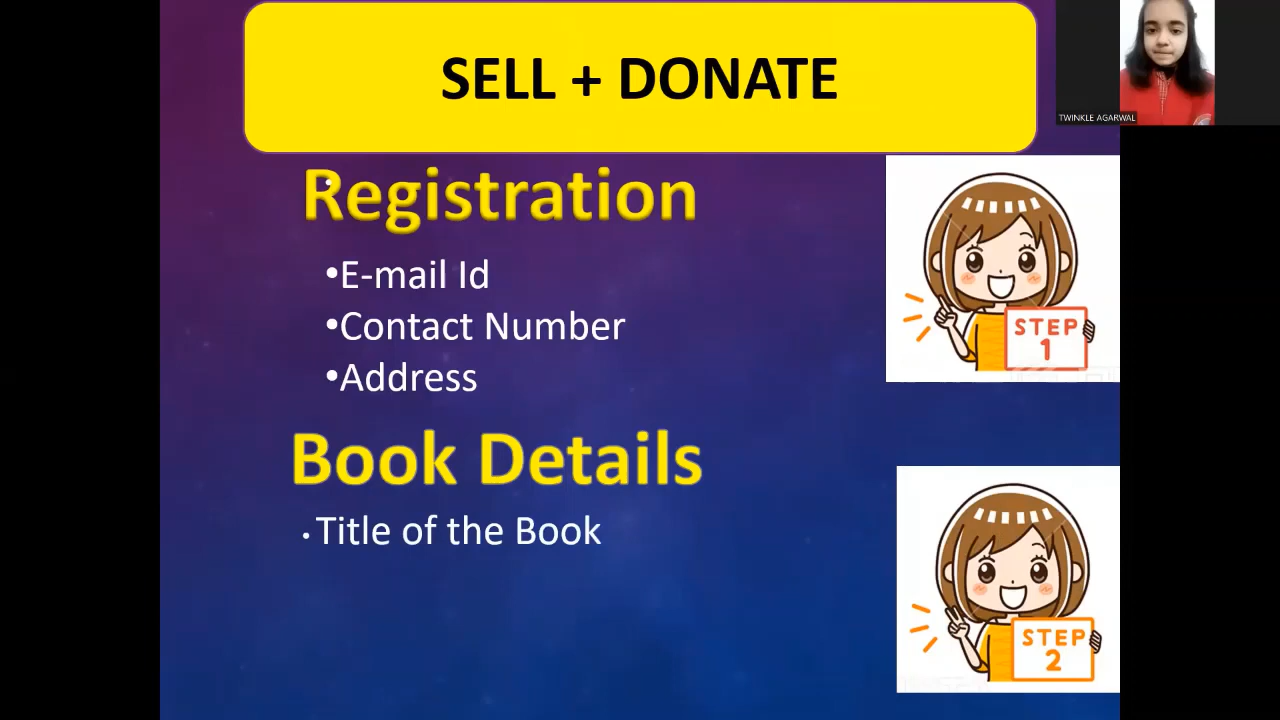 SELL + DONATE
TWINKLE AGARWAL
Registration
•E-mail Id
•Contact Number
•Address
STEP
1
Book Details
•Title of the Book
STEP
2